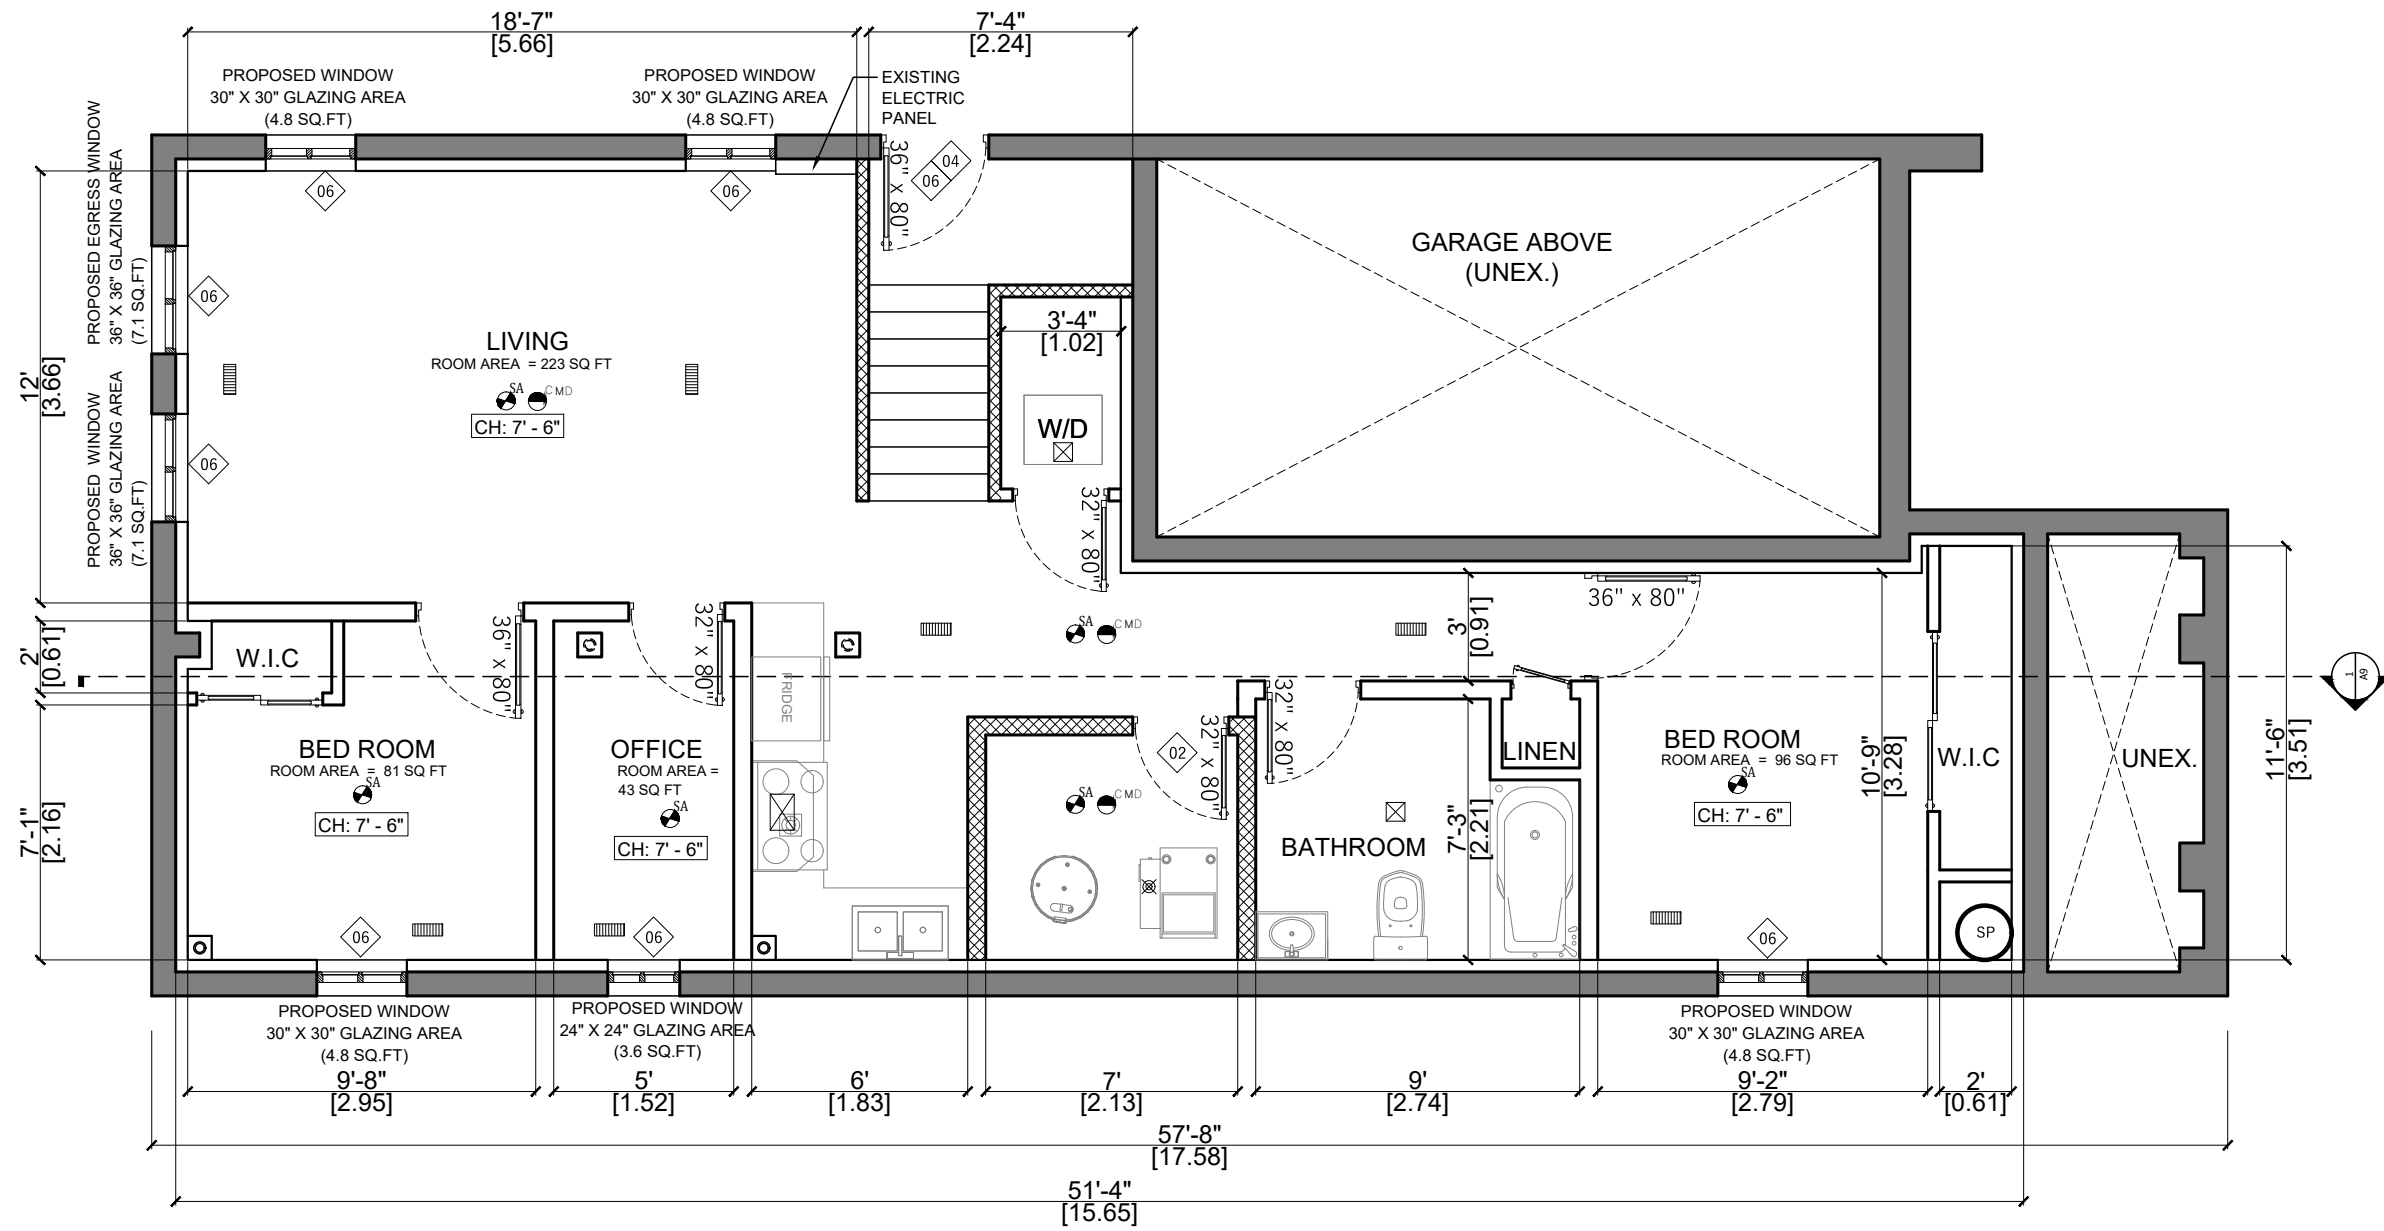 18'-7"
[5.66]
7'-4"
[2.24]
PROPOSED WINDOW
30" X 30" GLAZING AREA
(4.8 SQ.FT)
PROPOSED WINDOW
30" X 30" GLAZING AREA
(4.8 SQ.FT)
EXISTING
ELECTRIC
PANEL
PROPOSED EGRESS WINDOW
36" X 36" GLAZING AREA
(7.1 SQ.FT)
PROPOSED WINDOW
36" X 36" GLAZING AREA
(7.1 SQ.FT)
06
06
36" x 80"
04
06
06
06
12'
[3.66]
LIVING
ROOM AREA = 223 SQ FT
SA
CMD
CH: 7' - 6"
GARAGE ABOVE
(UNEX.)
3'-4"
[1.02]
W/D
32" x 80"
36" x 80"
3'
[0.91]
SA
CMD
2'
[0.61]
W.I.C
36" x 80"
32" x 80"
FRIDGE
BED ROOM
ROOM AREA = 81 SQ FT
SA
CH: 7' - 6"
7'-1"
[2.16]
06
OFFICE
ROOM AREA =
43 SQ FT
SA
CH: 7' - 6"
06
02
32" x 80"
SA
CMD
32" x 80"
BATHROOM
7'-3"
[2.21]
LINEN
BED ROOM
ROOM AREA = 96 SQ FT
SA
CH: 7' - 6"
06
10'-9"
[3.28]
W.I.C
SP
UNEX.
11'-6"
[3.51]
1
A9
PROPOSED WINDOW
30" X 30" GLAZING AREA
(4.8 SQ.FT)
PROPOSED WINDOW
24" X 24" GLAZING AREA
(3.6 SQ.FT)
PROPOSED WINDOW
30" X 30" GLAZING AREA
(4.8 SQ.FT)
9'-8"
[2.95]
5'
[1.52]
6'
[1.83]
7'
[2.13]
9'
[2.74]
9'-2"
[2.79]
2'
[0.61]
57'-8"
[17.58]
51'-4"
[15.65]